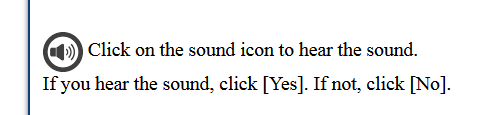 Click on the sound icon to hear the sound.
If you hear the sound, click [Yes]. If not, click [No].